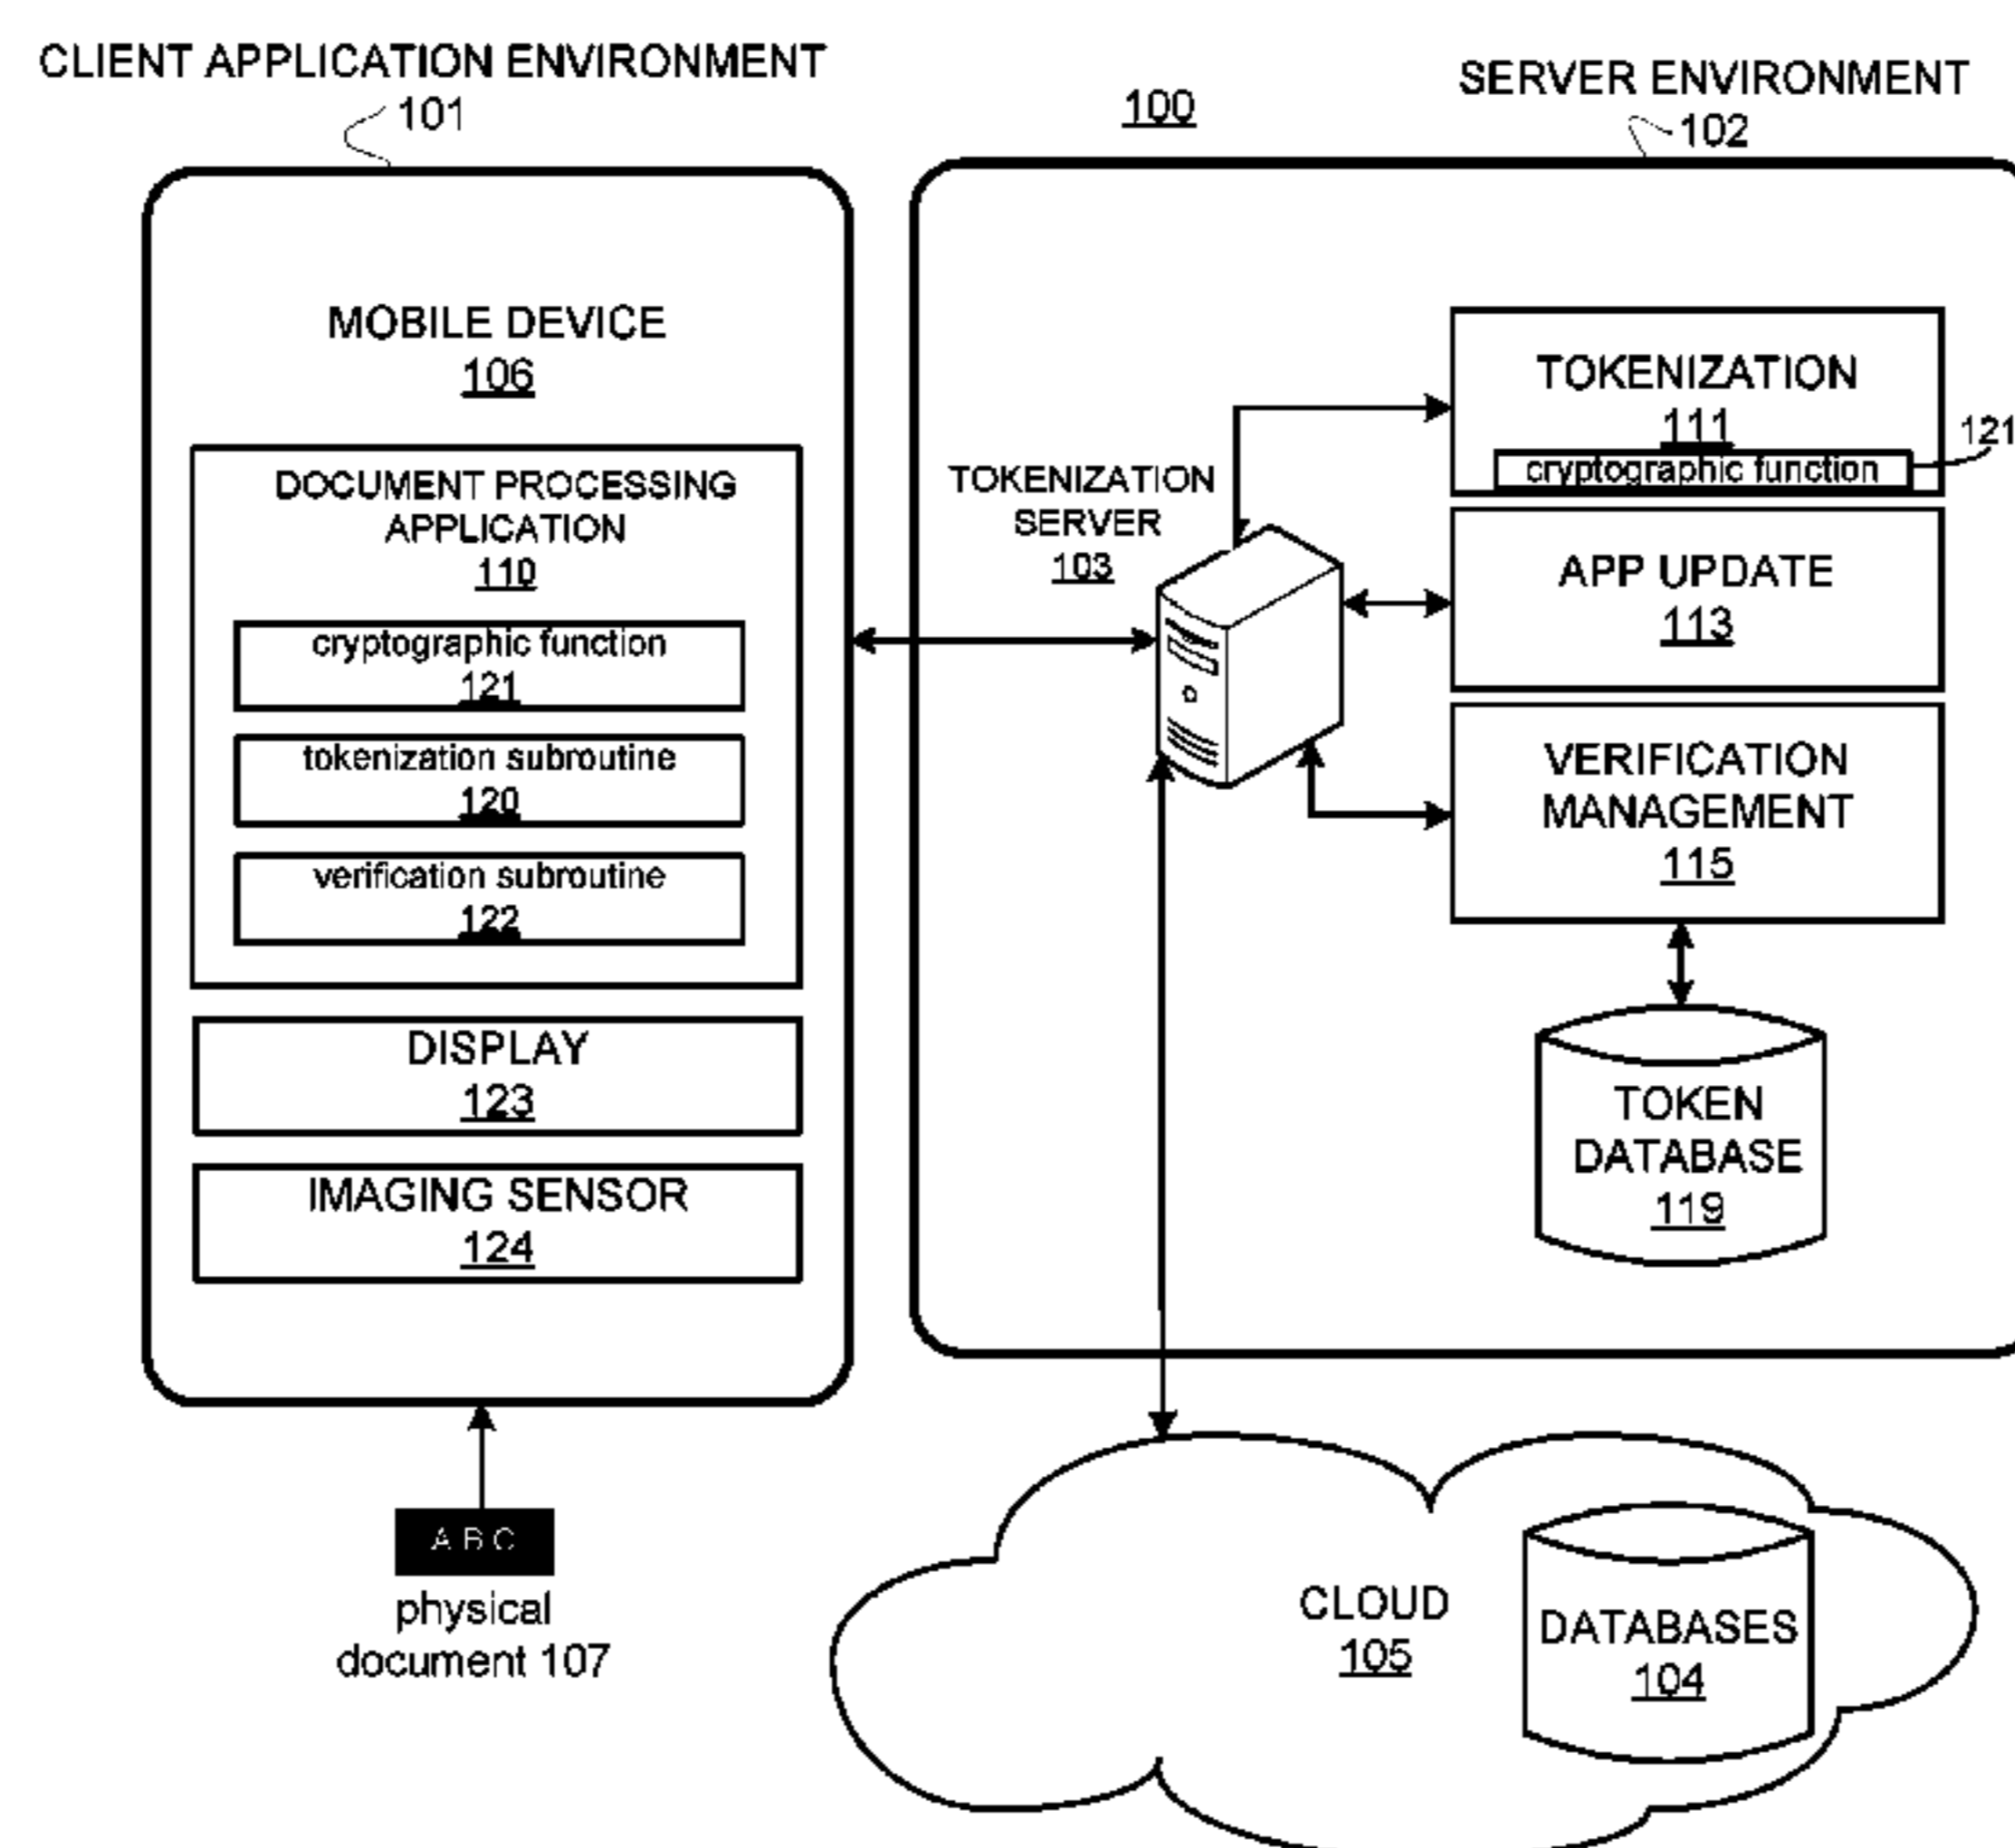 CLIENT APPLICATION ENVIRONMENT
101
100
SERVER ENVIRONMENT
102
MOBILE DEVICE
106
DOCUMENT PROCESSING
APPLICATION
110
cryptographic function
121
tokenization subroutine
120
verification subroutine
122
DISPLAY
123
IMAGING SENSOR
124
A B C
physical
document 107
TOKENIZATION
SERVER
103
TOKENIZATION
111
cryptographic function
121
APP UPDATE
113
VERIFICATION
MANAGEMENT
115
TOKEN
DATABASE
119
CLOUD
105
DATABASES
104